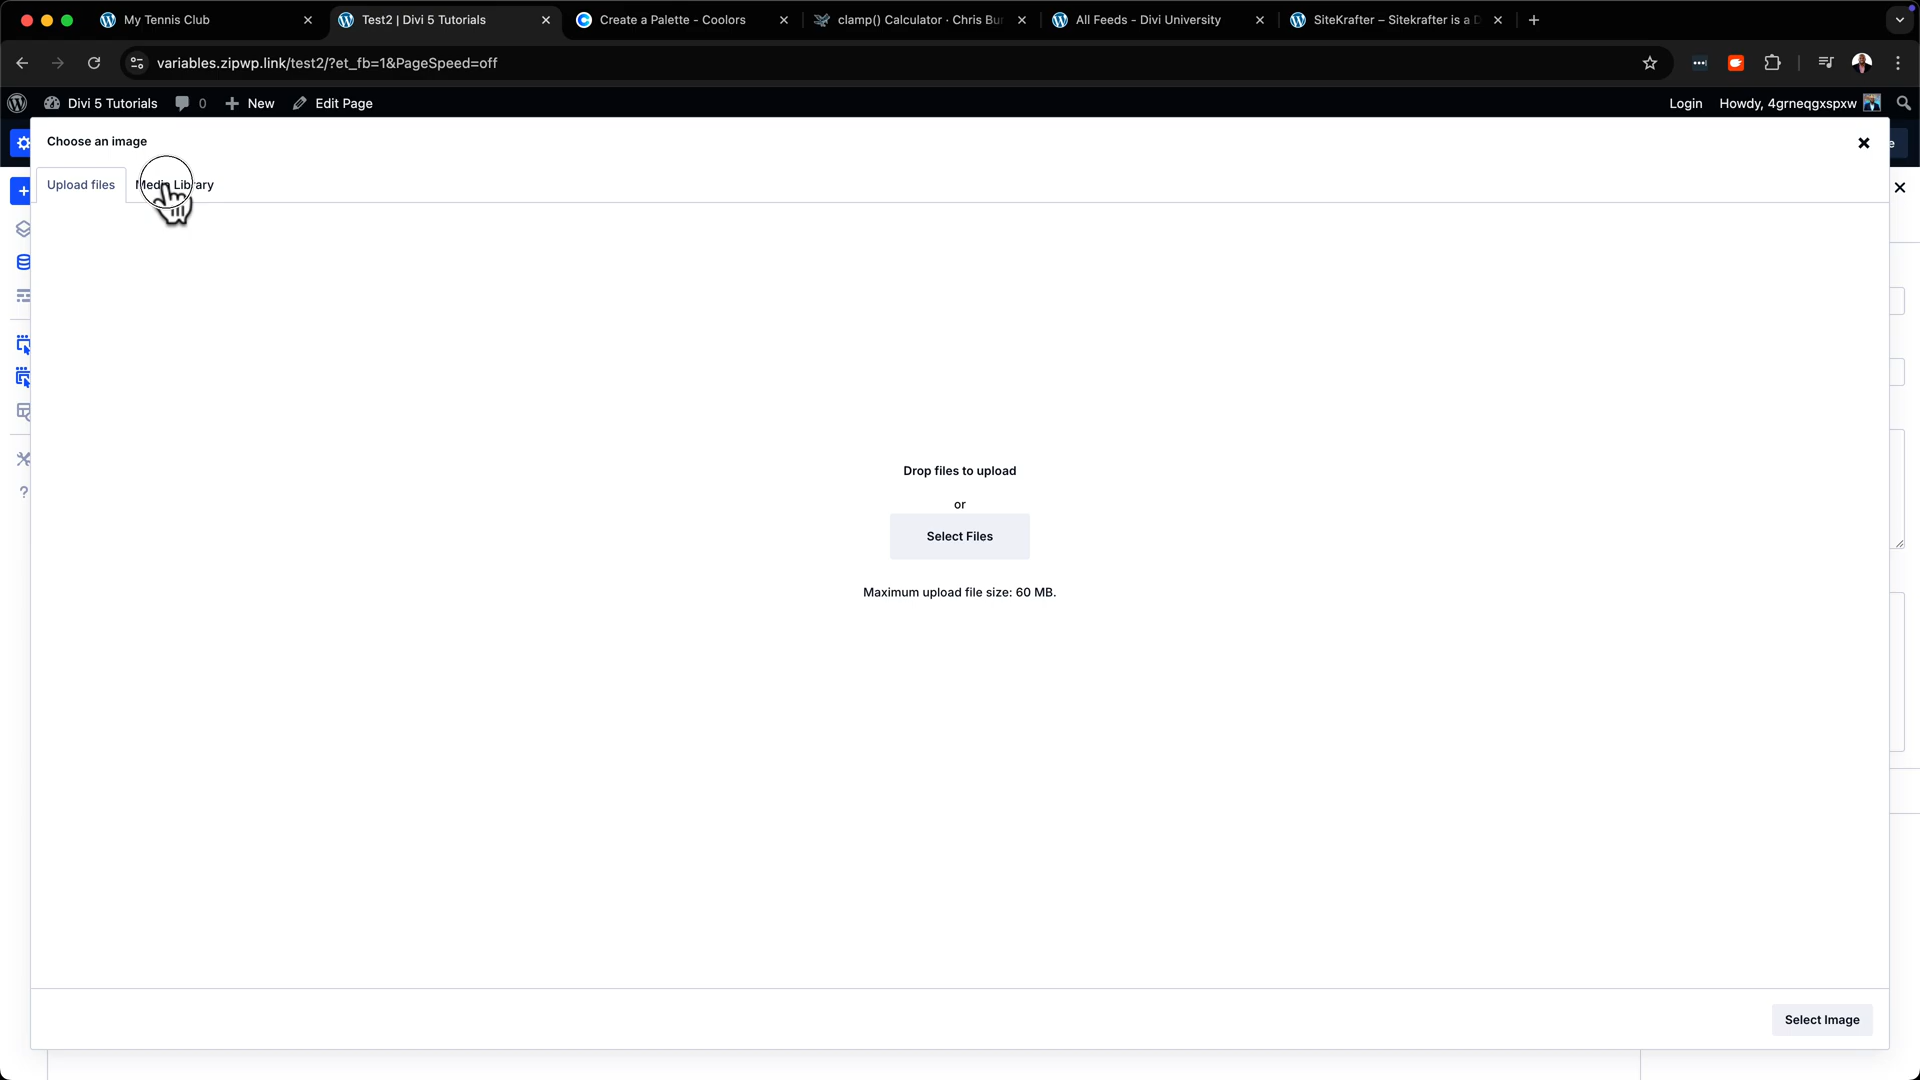 My Tennis Club
Test2 | Divi 5 Tutorials
Create a Palette - Coolors
clamp() Calculator · Chris Bu
All Feeds - Divi University
SiteKrafter – Sitekrafter is a D
variables.zipwp.link/test2/?et_fb=1&PageSpeed=off
Divi 5 Tutorials
0
New
Edit Page
Login
Howdy, 4grneqgxspxw
Choose an image
Upload files
Media Library
Drop files to upload
or
Select Files
Maximum upload file size: 60 MB.
Select Image